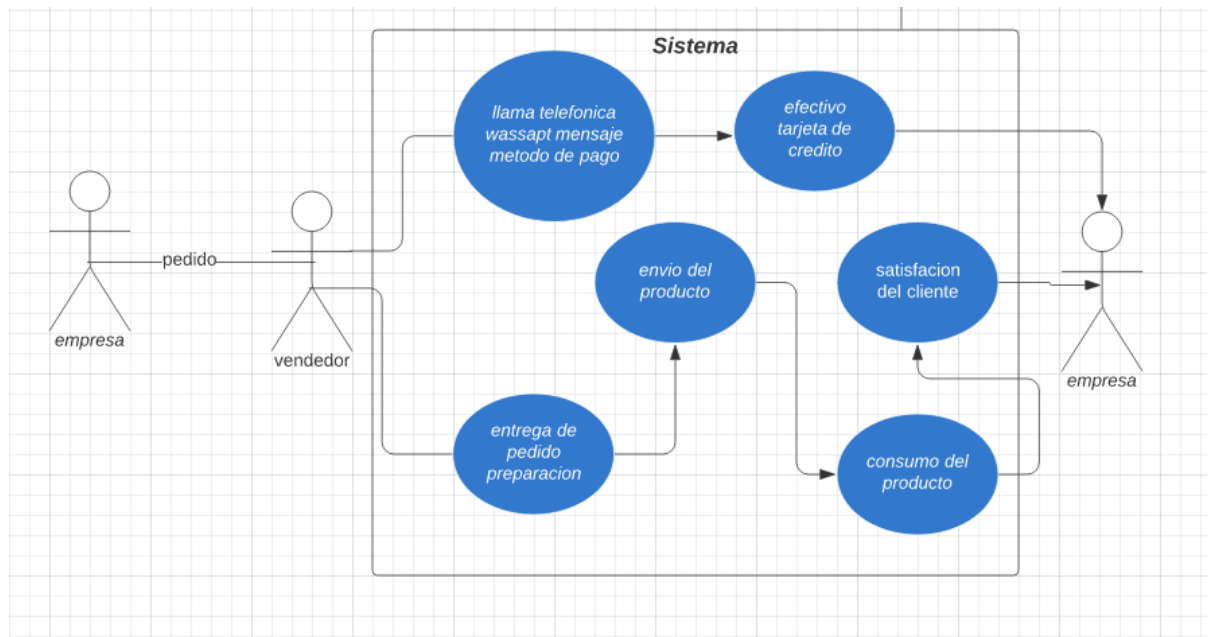 Sistema
llama telefonica
wassapt mensaje
metodo de pago
efectivo
tarjeta de
credito
pedido
empresa
vendedor
envio del
producto
satisfacion
del cliente
empresa
entrega de
pedido
preparacion
consumo del
producto